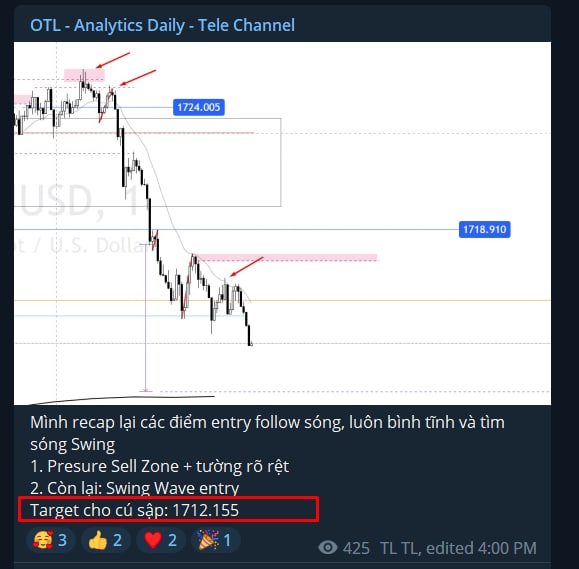 OTL - Analytics Daily - Tele Channel
1724.005
USD, 1
1718.910
ot / U.S. Dolla
Mình recap lại các điểm entry follow sóng, luôn bình tĩnh và tìm
sóng Swing
1. Presure Sell Zone + tường rõ rệt
2. Còn lại: Swing Wave entry
Target cho cú sập: 1712.155
3 2 2 1 425 TL TL, edited 4:00 PM